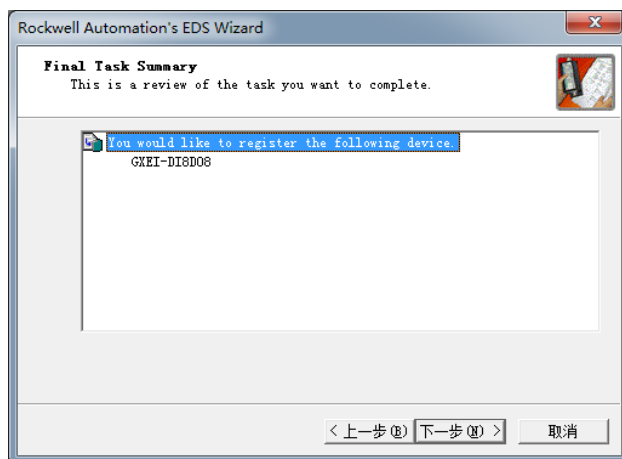 Rockwell Automation's EDS Wizard
Final Task Summary
This is a review of the task you want to complete.
You would like to register the following device.
GXEI-DI8DO8
< 上一步(B)
下一步(N) >
取消